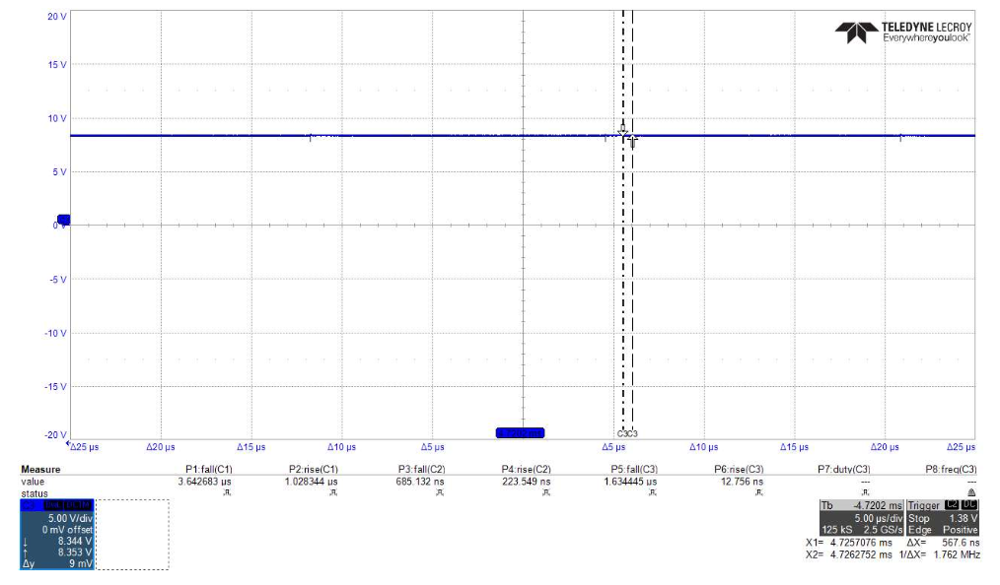 20 V
TELEDYNE LECROY
Everywhereyoulook™
15 V
10 V
5 V
0 V
-5 V
-10 V
-15 V
-20 V
C3C3
Δ25 µs Δ20 µs Δ15 µs Δ10 µs Δ5 µs Δ5 µs Δ10 µs Δ15 µs Δ20 µs Δ25 µs
Measure P1:fall(C1) P2:rise(C1) P3:fall(C2) P4:rise(C2) P5:fall(C3) P6:rise(C3) P7:duty(C3) P8:freq(C3)
value 3.642683 µs 1.028344 µs 685.132 ns 223.549 ns 1.634445 µs 12.756 ns --- ---
status
5.00 V/div
0 mV offset
↓ 8.344 V
↑ 8.353 V
Δy 9 mV
Tb -4.7202 ms Trigger C2 DC
5.00 µs/div Stop 1.38 V
125 kS 2.5 GS/s Edge Positive
X1= 4.7257076 ms ΔX= 567.6 ns
X2= 4.7262752 ms 1/ΔX= 1.762 MHz